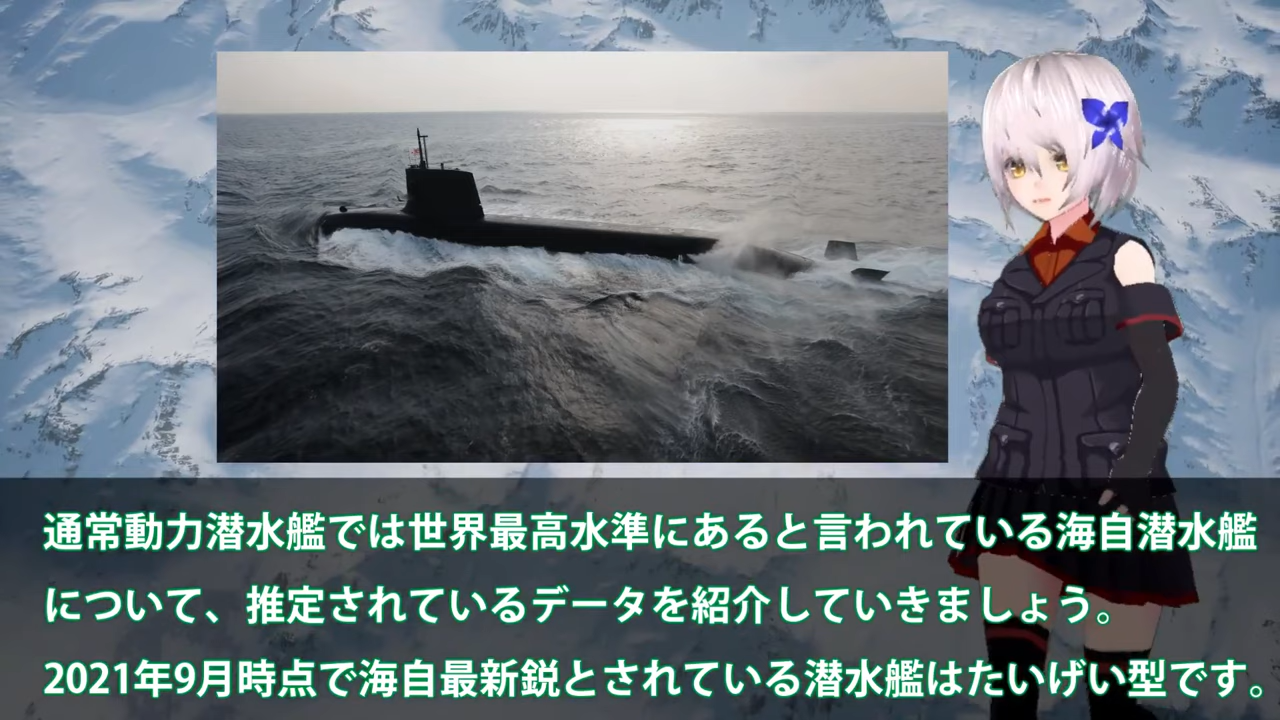 通常動力潜水艦では世界最高水準にあると言われている海自潜水艦
について、推定されているデータを紹介していきましょう。
2021年9月時点で海自最新鋭とされている潜水艦はたいげい型です。